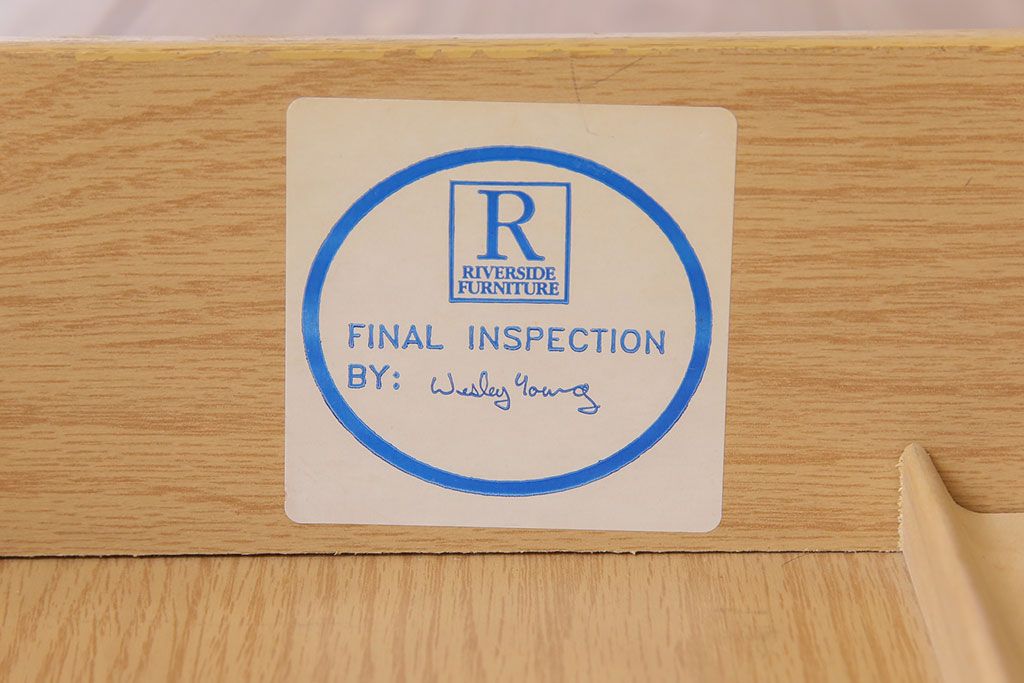 R
RIVERSIDE
FURNITURE
FINAL INSPECTION
BY: Wesley Young